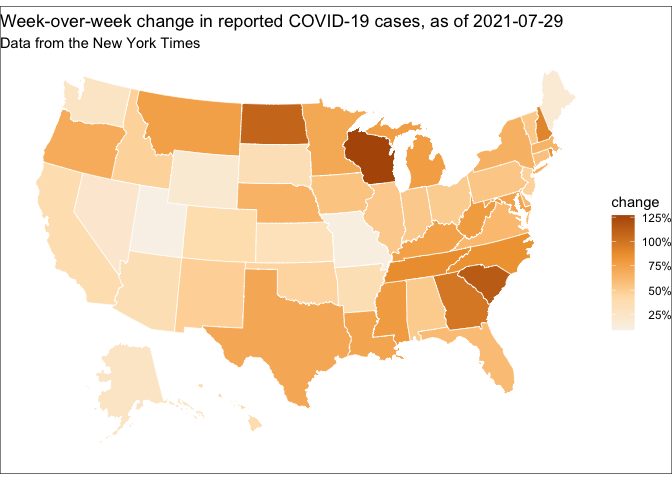 Week-over-week change in reported COVID-19 cases, as of 2021-07-29
Data from the New York Times
change
125%
100%
75%
50%
25%